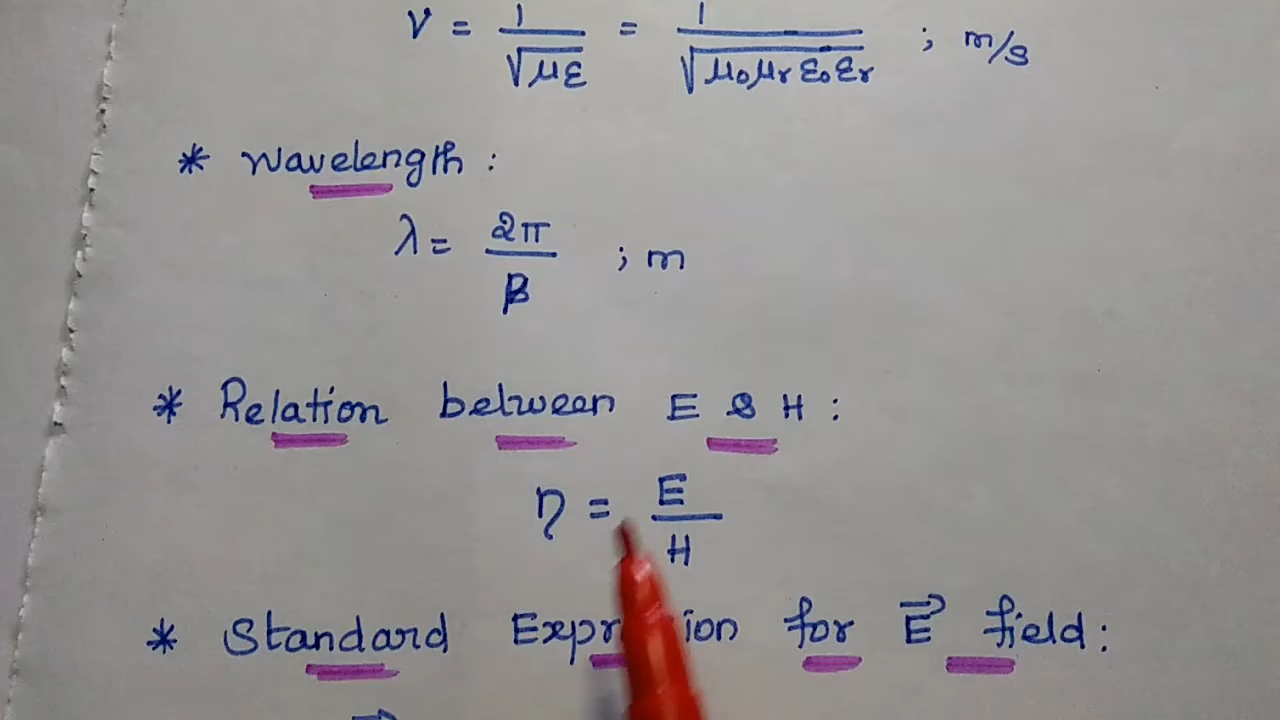 V = 1/√με = 1/√μ₀μᵣε₀εᵣ ; m/s
* Wavelength :
λ = 2π/β ; m
* Relation between E & H :
η = E/H
* Standard Expr ion for E⃗ field :